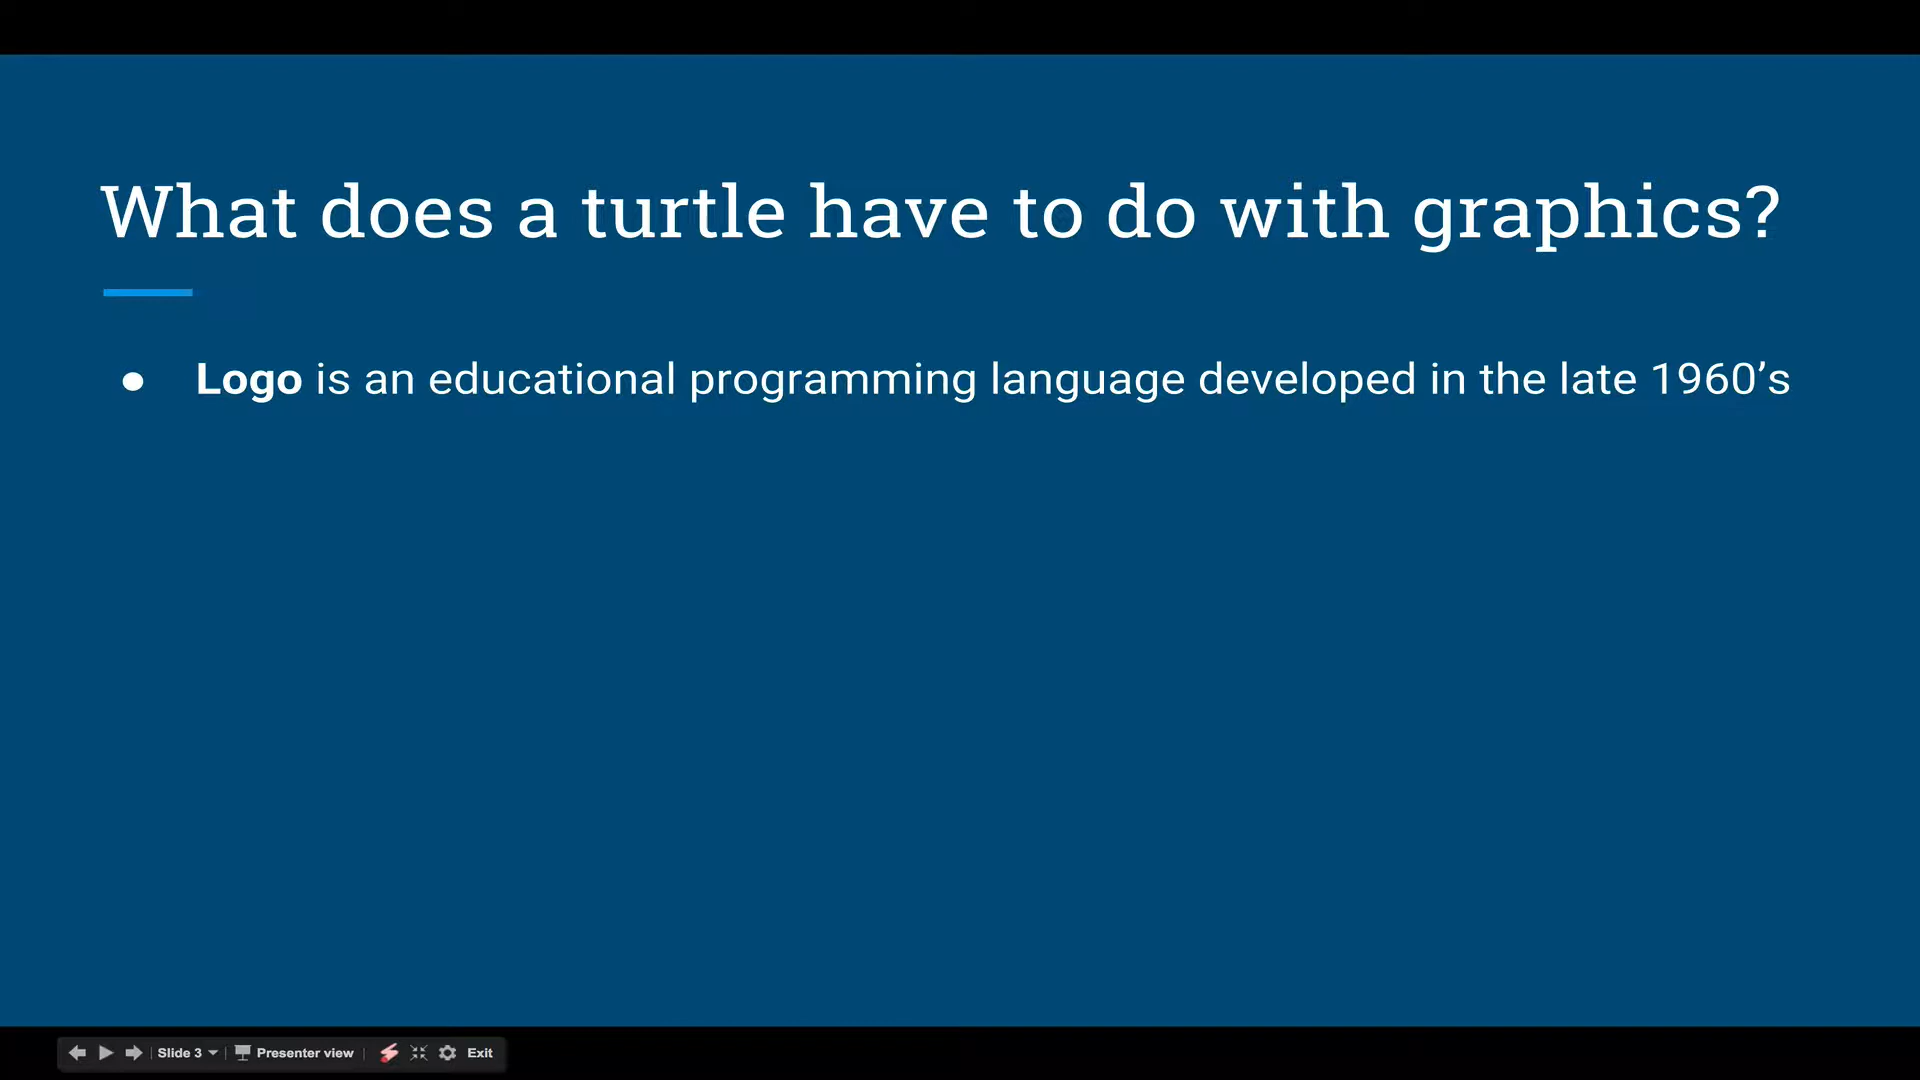 What does a turtle have to do with graphics?
● Logo is an educational programming language developed in the late 1960’s
Slide 3 Presenter view Exit